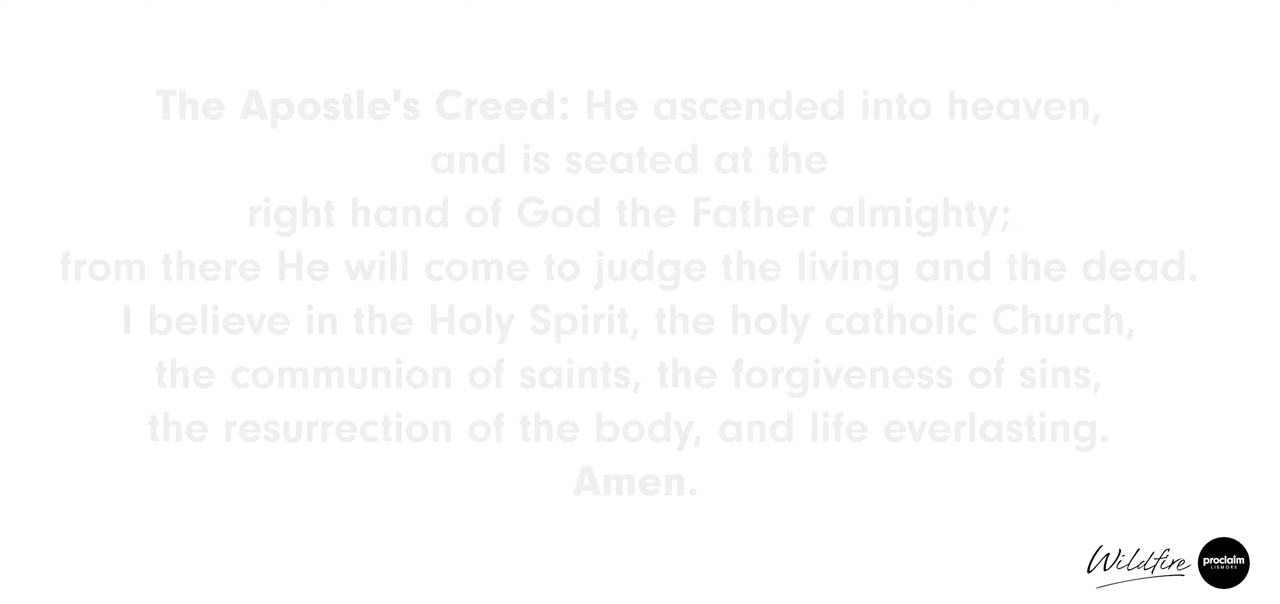 The Apostle's Creed: He ascended into heaven,
and is seated at the
right hand of God the Father almighty;
from there He will come to judge the living and the dead.
I believe in the Holy Spirit, the holy catholic Church,
the communion of saints, the forgiveness of sins,
the resurrection of the body, and life everlasting.
Amen.
Wildfire
proclaim
LISMORE